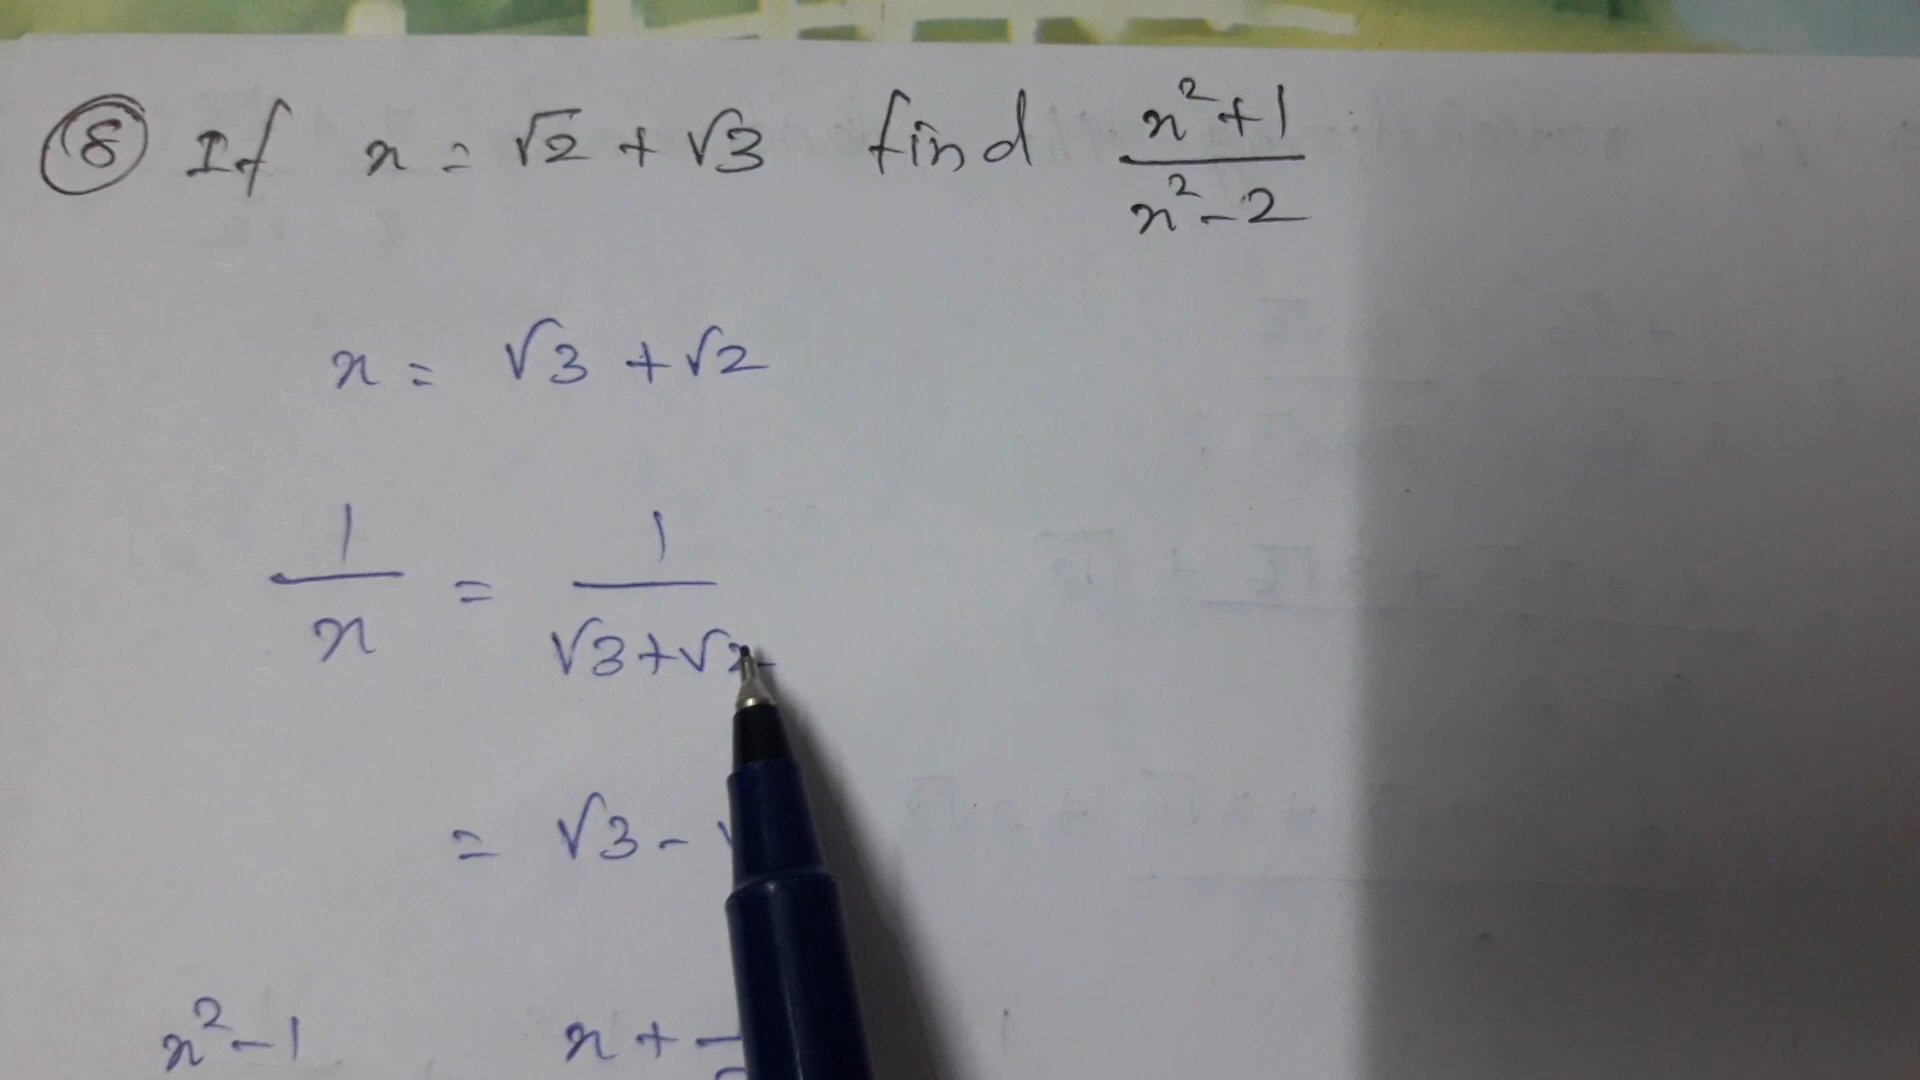 ⑧ If x = √2 + √3 find (x²+1)/(x²-2)
x = √3 + √2
1/x = 1/(√3+√2)
= √3 -
x²-1 x +